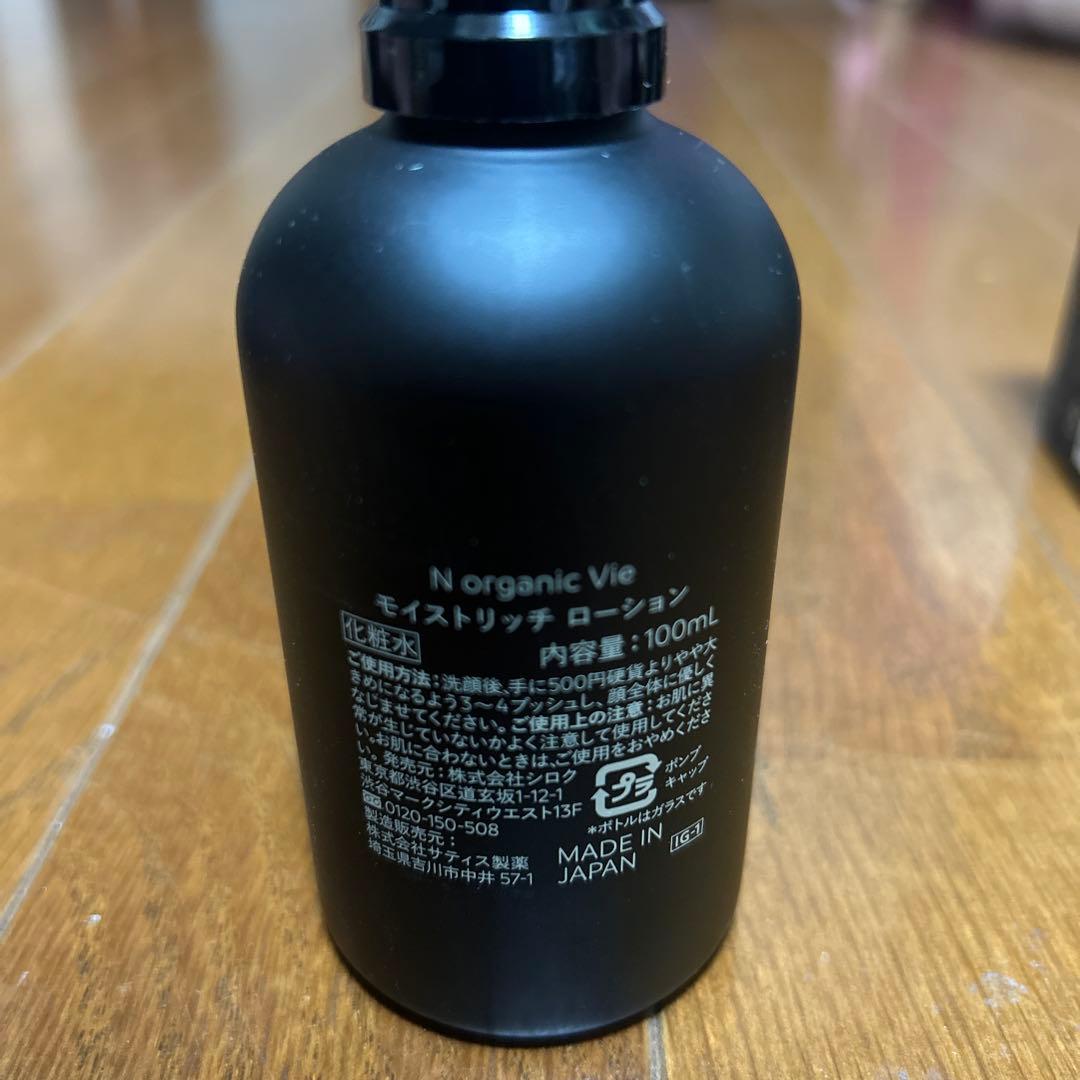 N organic Vie
モイストリッチ ローション
化粧水 内容量：100mL
ご使用方法：洗顔後、手に500円硬貨よりやや大
きめになるよう3〜4プッシュし、顔全体に優しく
なじませてください。ご使用上の注意：お肌に異
常が生じていないかよく注意して使用してくださ
い。お肌に合わないときは、ご使用をおやめくださ
い。発売元：株式会社シロク
東京都渋谷区道玄坂1-12-1
渋谷マークシティウエスト13F
0120-150-508
製造販売元：
株式会社サティス製薬
埼玉県吉川市中井 57-1
プラ
ポンプ
キャップ
*ボトルはガラスです
MADE IN
JAPAN
IG-1